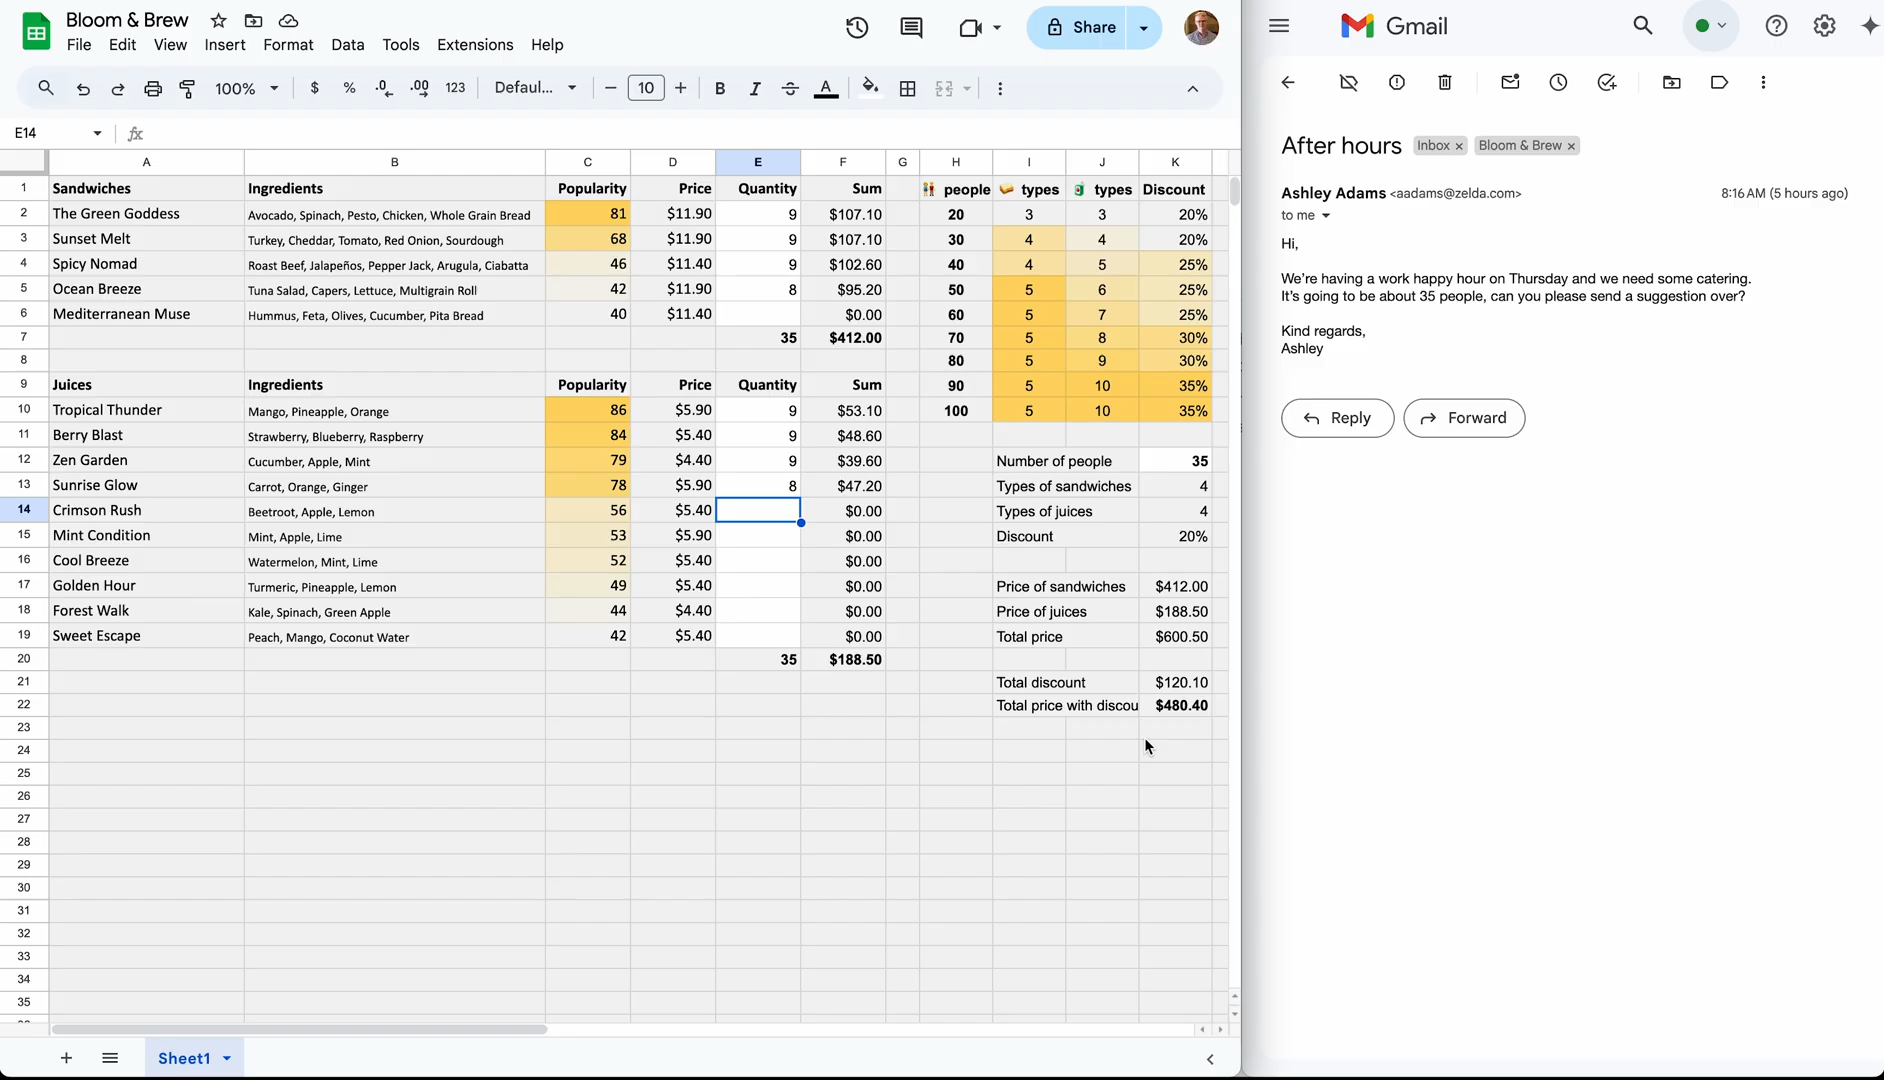 Bloom & Brew
File Edit View Insert Format Data Tools Extensions Help
Share
100% $ % .0 .00 123 Defaul... 10 B I S A
E14 fx
A B C D E F G H I J K
1 Sandwiches Ingredients Popularity Price Quantity Sum people types types Discount
2 The Green Goddess Avocado, Spinach, Pesto, Chicken, Whole Grain Bread 81 $11.90 9 $107.10 20 3 3 20%
3 Sunset Melt Turkey, Cheddar, Tomato, Red Onion, Sourdough 68 $11.90 9 $107.10 30 4 4 20%
4 Spicy Nomad Roast Beef, Jalapeños, Pepper Jack, Arugula, Ciabatta 46 $11.40 9 $102.60 40 4 5 25%
5 Ocean Breeze Tuna Salad, Capers, Lettuce, Multigrain Roll 42 $11.90 8 $95.20 50 5 6 25%
6 Mediterranean Muse Hummus, Feta, Olives, Cucumber, Pita Bread 40 $11.40 $0.00 60 5 7 25%
7 35 $412.00 70 5 8 30%
8 80 5 9 30%
9 Juices Ingredients Popularity Price Quantity Sum 90 5 10 35%
10 Tropical Thunder Mango, Pineapple, Orange 86 $5.90 9 $53.10 100 5 10 35%
11 Berry Blast Strawberry, Blueberry, Raspberry 84 $5.40 9 $48.60
12 Zen Garden Cucumber, Apple, Mint 79 $4.40 9 $39.60 Number of people 35
13 Sunrise Glow Carrot, Orange, Ginger 78 $5.90 8 $47.20 Types of sandwiches 4
14 Crimson Rush Beetroot, Apple, Lemon 56 $5.40 $0.00 Types of juices 4
15 Mint Condition Mint, Apple, Lime 53 $5.90 $0.00 Discount 20%
16 Cool Breeze Watermelon, Mint, Lime 52 $5.40 $0.00
17 Golden Hour Turmeric, Pineapple, Lemon 49 $5.40 $0.00 Price of sandwiches $412.00
18 Forest Walk Kale, Spinach, Green Apple 44 $4.40 $0.00 Price of juices $188.50
19 Sweet Escape Peach, Mango, Coconut Water 42 $5.40 $0.00 Total price $600.50
20 35 $188.50
21 Total discount $120.10
22 Total price with discou $480.40
23
24
25
26
27
28
29
30
31
32
33
34
35
Sheet1
Gmail
After hours Inbox × Bloom & Brew ×
Ashley Adams <aadams@zelda.com> 8:16 AM (5 hours ago)
to me
Hi,
We're having a work happy hour on Thursday and we need some catering.
It's going to be about 35 people, can you please send a suggestion over?
Kind regards,
Ashley
Reply Forward